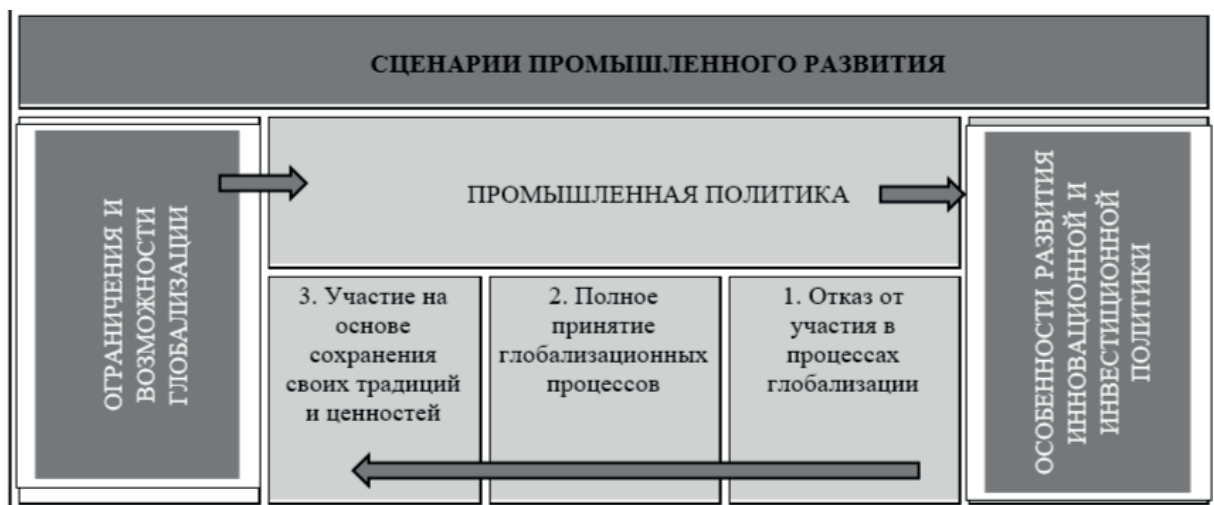 СЦЕНАРИИ ПРОМЫШЛЕННОГО РАЗВИТИЯ
ОГРАНИЧЕНИЯ И
ВОЗМОЖНОСТИ
ГЛОБАЛИЗАЦИИ
ПРОМЫШЛЕННАЯ ПОЛИТИКА
3. Участие на
основе
сохранения
своих традиций
и ценностей
2. Полное
принятие
глобализационных
процессов
1. Отказ от
участия в
процессах
глобализации
ОСОБЕННОСТИ РАЗВИТИЯ
ИННОВАЦИОННОЙ И
ИНВЕСТИЦИОННОЙ
ПОЛИТИКИ